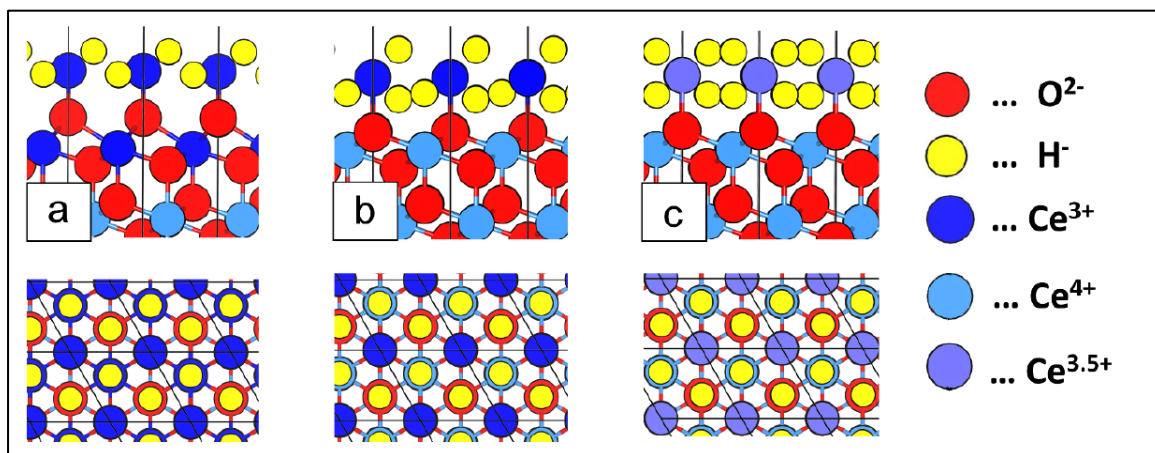 a
b
c
... O²⁻
... H⁻
... Ce³⁺
... Ce⁴⁺
... Ce³·⁵⁺